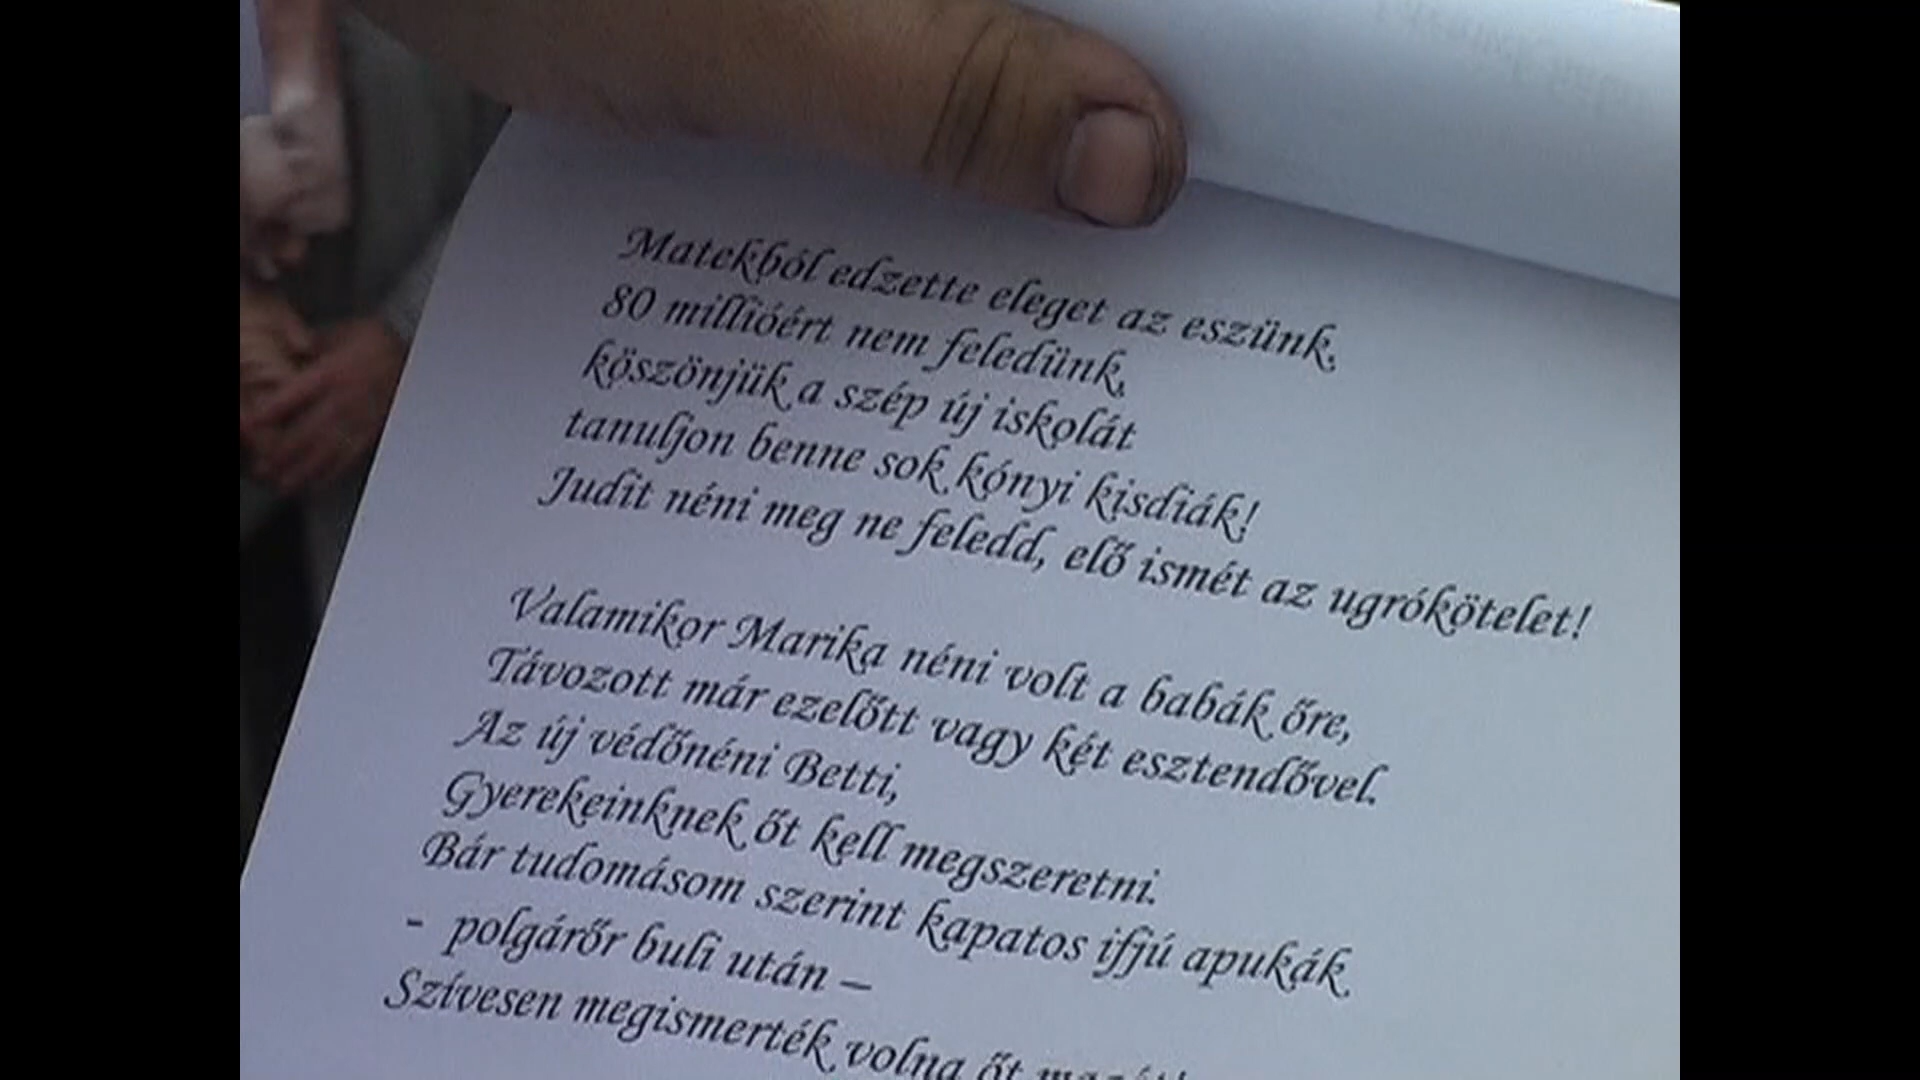 Matekból edzette eleget az eszünk,
80 millióért nem feledünk,
köszönjük a szép új iskolát
tanuljon benne sok kónyi kisdiák!
Judit néni meg ne feledd, elő ismét az ugrókötelet!
Valamikor Marika néni volt a babák őre,
Távozott már ezelőtt vagy két esztendővel.
Az új védőnéni Betti,
Gyerekeinknek őt kell megszeretni.
Bár tudomásom szerint kapatos ifjú apukák
- polgárőr buli után –
Szívesen megismerték volna őt